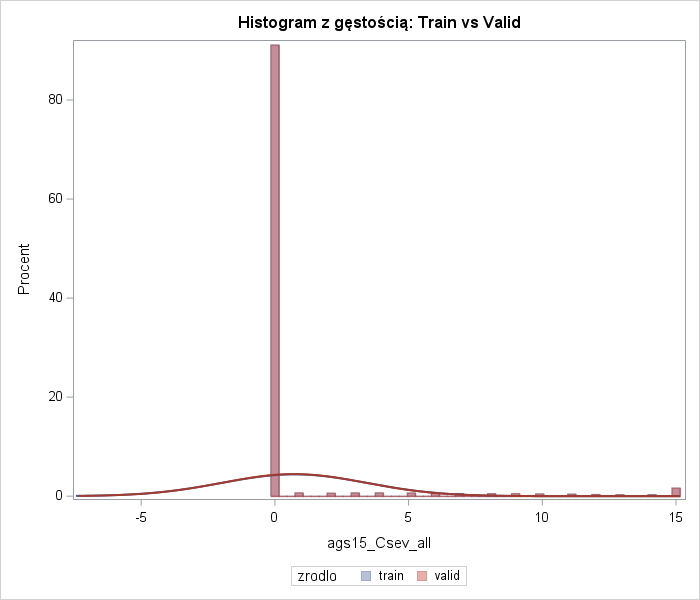 Histogram z gęstością: Train vs Valid
Procent
80
60
40
20
0
-5 0 5 10 15
ags15_Csev_all
zrodlo train valid